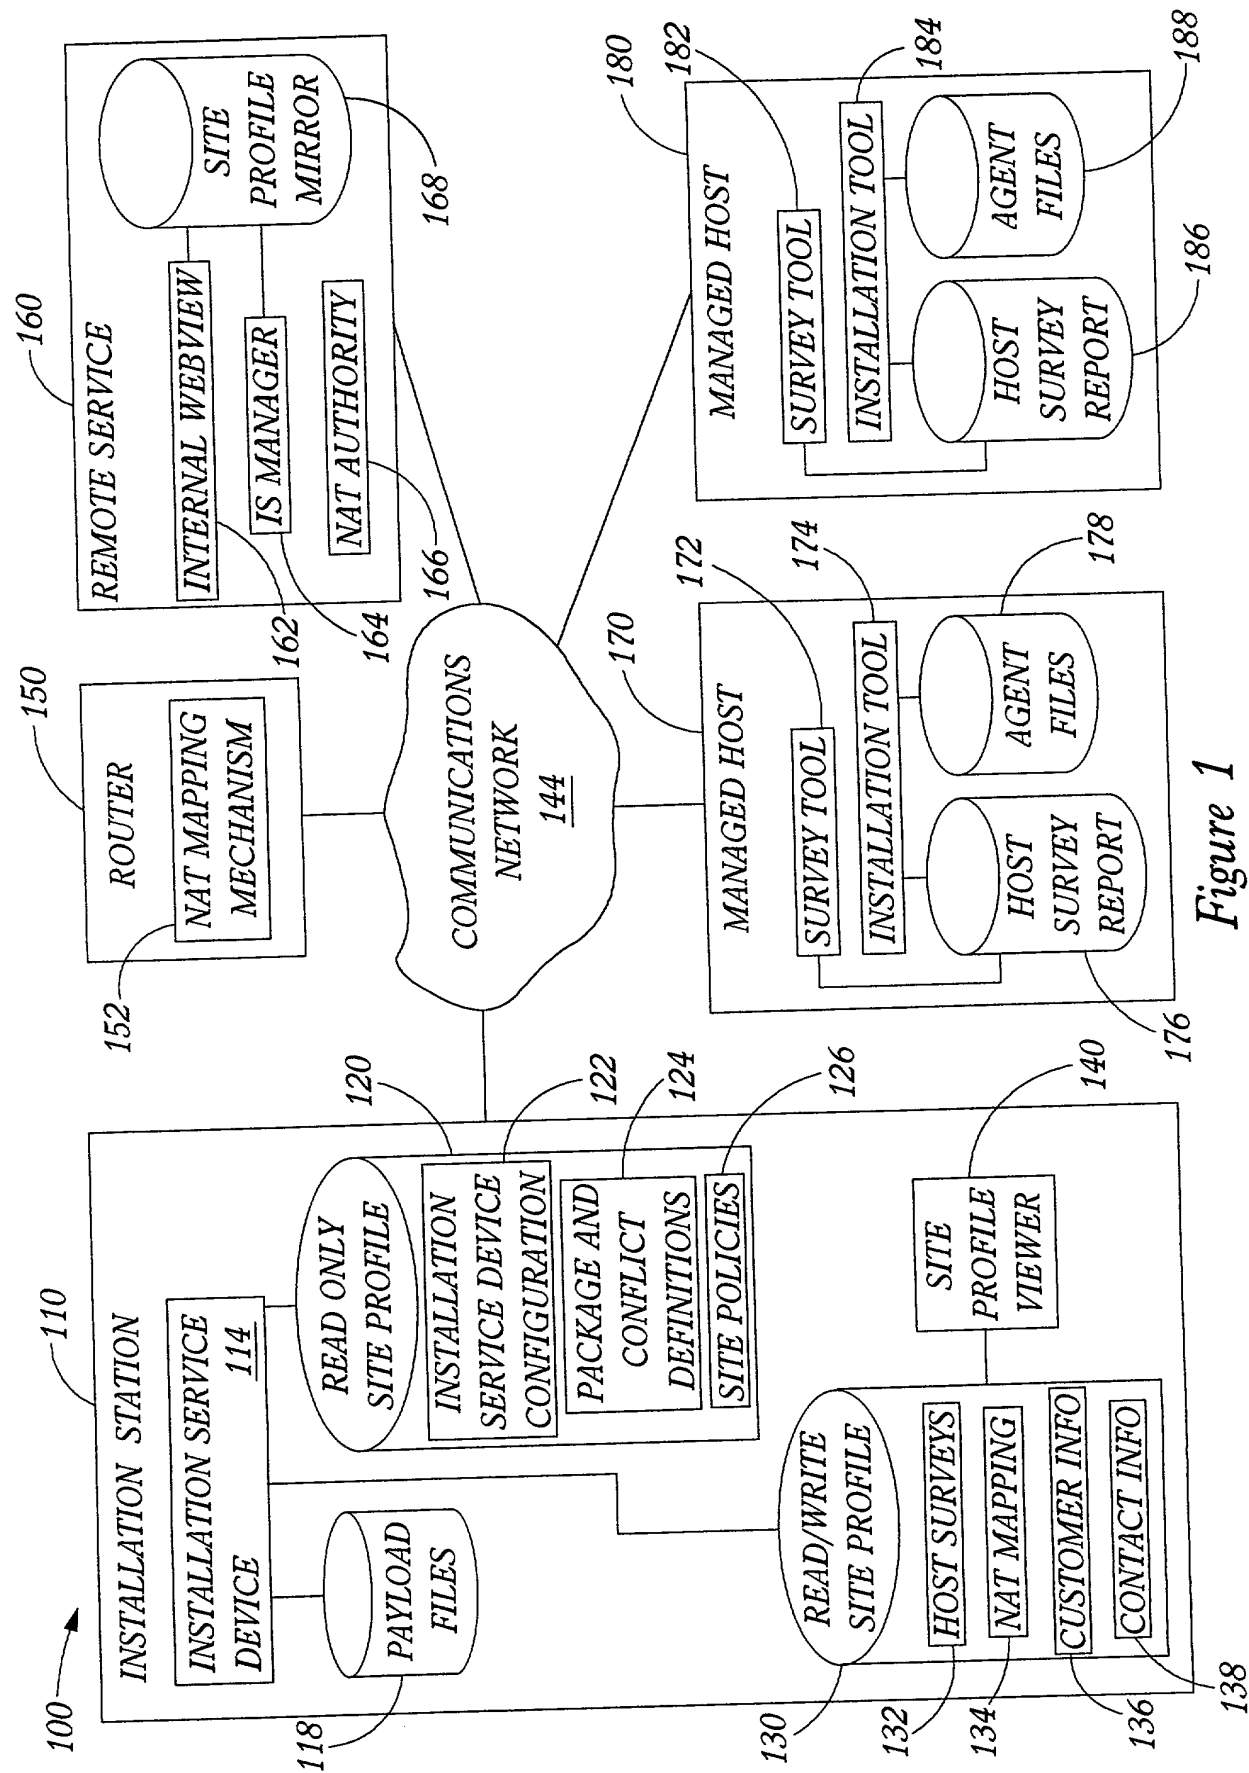 100
110
INSTALLATION STATION
INSTALLATION SERVICE
DEVICE
114
118
PAYLOAD
FILES
120
READ ONLY
SITE PROFILE
122
INSTALLATION
SERVICE DEVICE
CONFIGURATION
124
PACKAGE AND
CONFLICT
DEFINITIONS
126
SITE POLICIES
130
READ/WRITE
SITE PROFILE
132
HOST SURVEYS
134
NAT MAPPING
136
CUSTOMER INFO
138
CONTACT INFO
140
SITE
PROFILE
VIEWER
150
ROUTER
152
NAT MAPPING
MECHANISM
COMMUNICATIONS
NETWORK
144
160
REMOTE SERVICE
162
INTERNAL WEBVIEW
164
IS MANAGER
166
NAT AUTHORITY
168
SITE
PROFILE
MIRROR
170
MANAGED HOST
172
SURVEY TOOL
174
INSTALLATION TOOL
176
HOST
SURVEY
REPORT
178
AGENT
FILES
180
MANAGED HOST
182
SURVEY TOOL
184
INSTALLATION TOOL
186
HOST
SURVEY
REPORT
188
AGENT
FILES
Figure 1